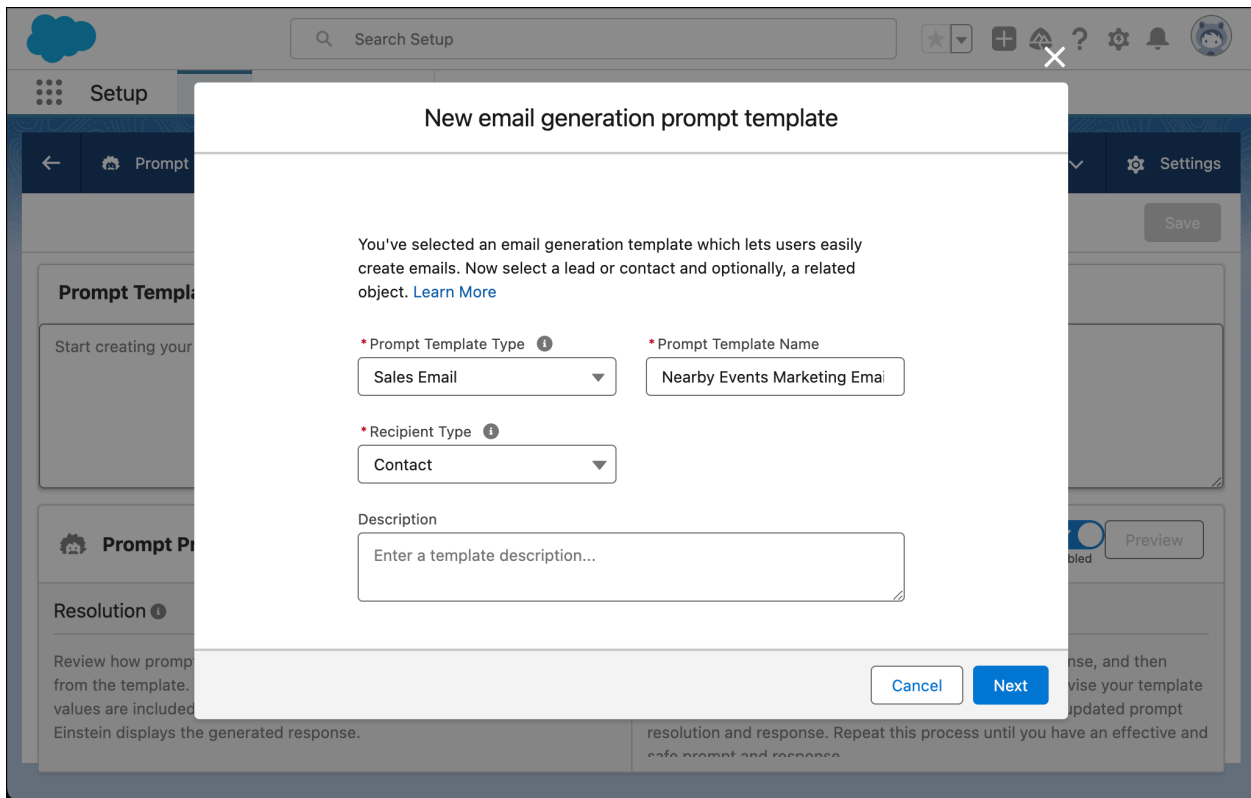 Search Setup
Setup
New email generation prompt template
Prompt
Settings
Save
You've selected an email generation template which lets users easily
create emails. Now select a lead or contact and optionally, a related
object. Learn More
Prompt Templa
Start creating your
*Prompt Template Type
*Prompt Template Name
Sales Email
Nearby Events Marketing Emai
*Recipient Type
Contact
Description
Enter a template description...
Prompt Pr
bled
Preview
Resolution
Review how promp
from the template.
values are included
Einstein displays the generated response.
nse, and then
vise your template
updated prompt
resolution and response. Repeat this process until you have an effective and
safe prompt and response
Cancel
Next